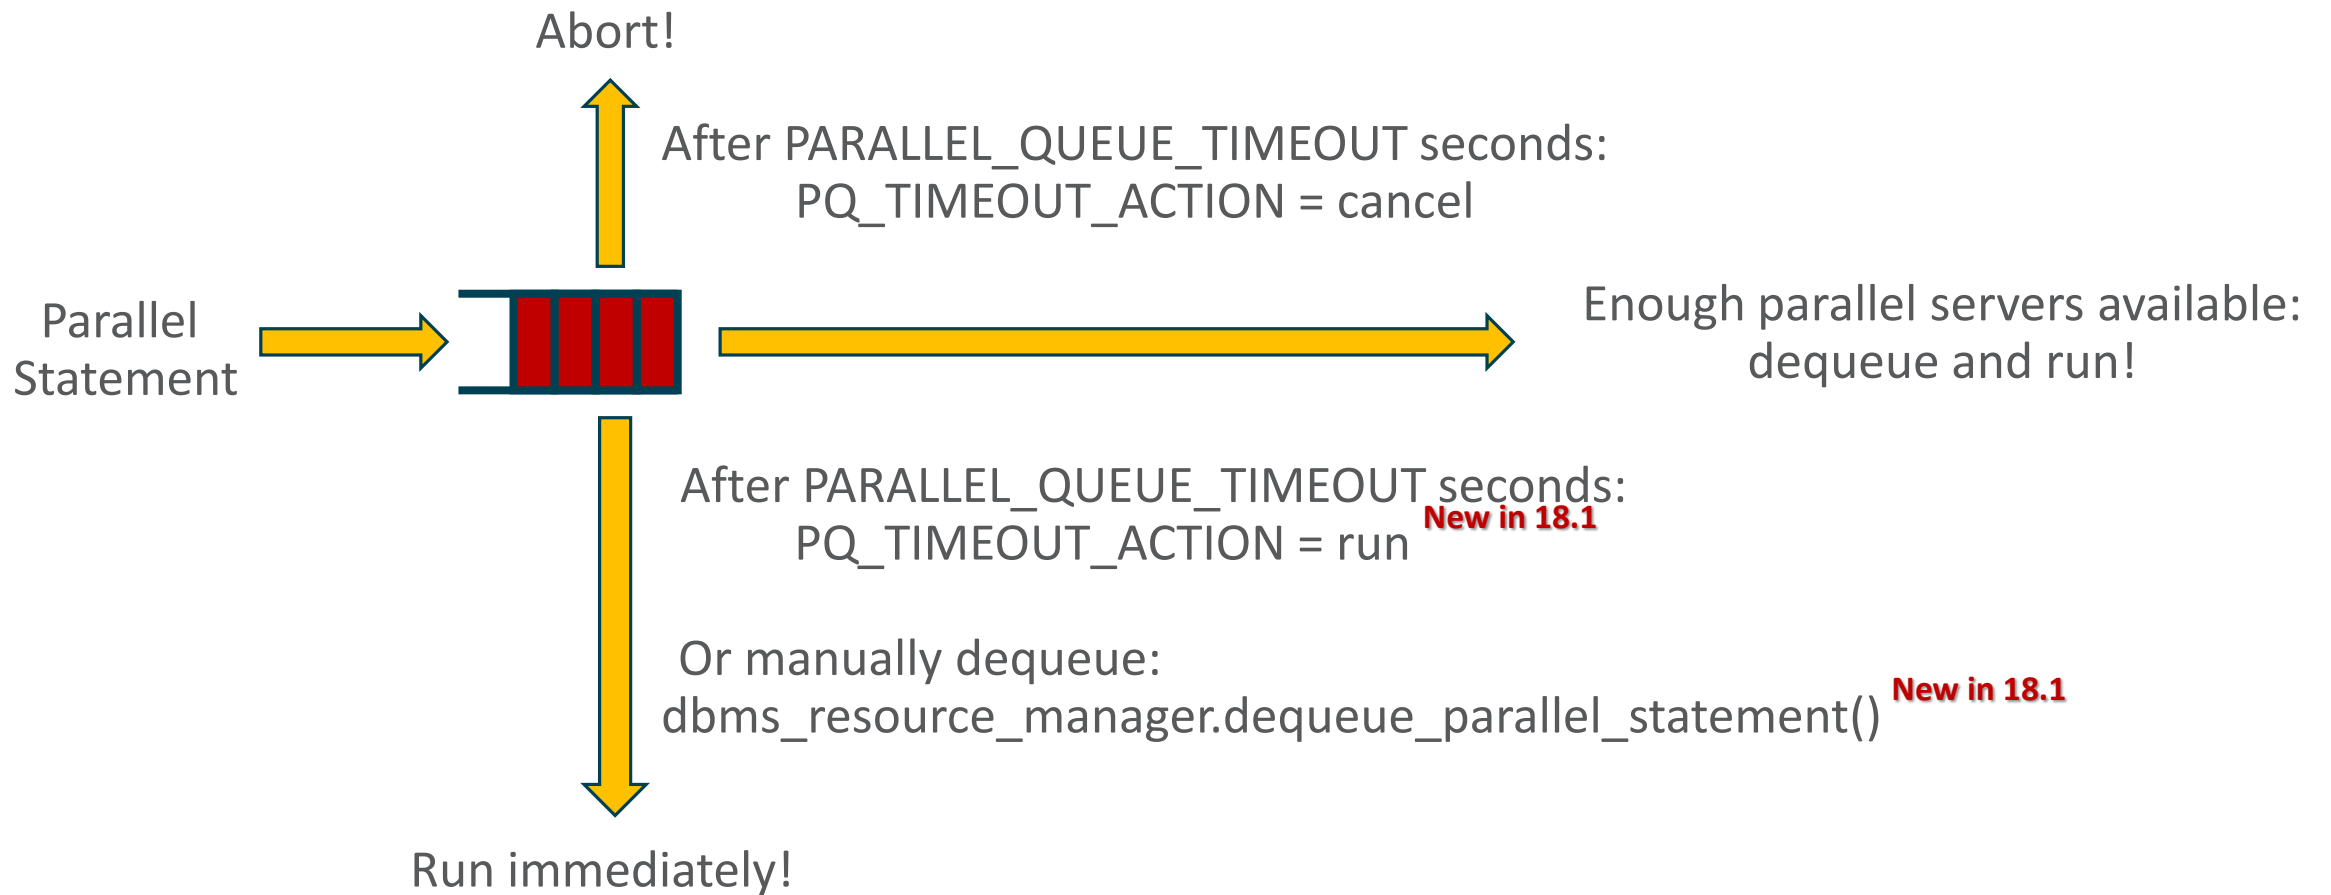 Abort!
After PARALLEL_QUEUE_TIMEOUT seconds:
PQ_TIMEOUT_ACTION = cancel
Parallel
Statement
Enough parallel servers available:
dequeue and run!
After PARALLEL_QUEUE_TIMEOUT seconds:
PQ_TIMEOUT_ACTION = run
New in 18.1
Or manually dequeue:
dbms_resource_manager.dequeue_parallel_statement()
New in 18.1
Run immediately!